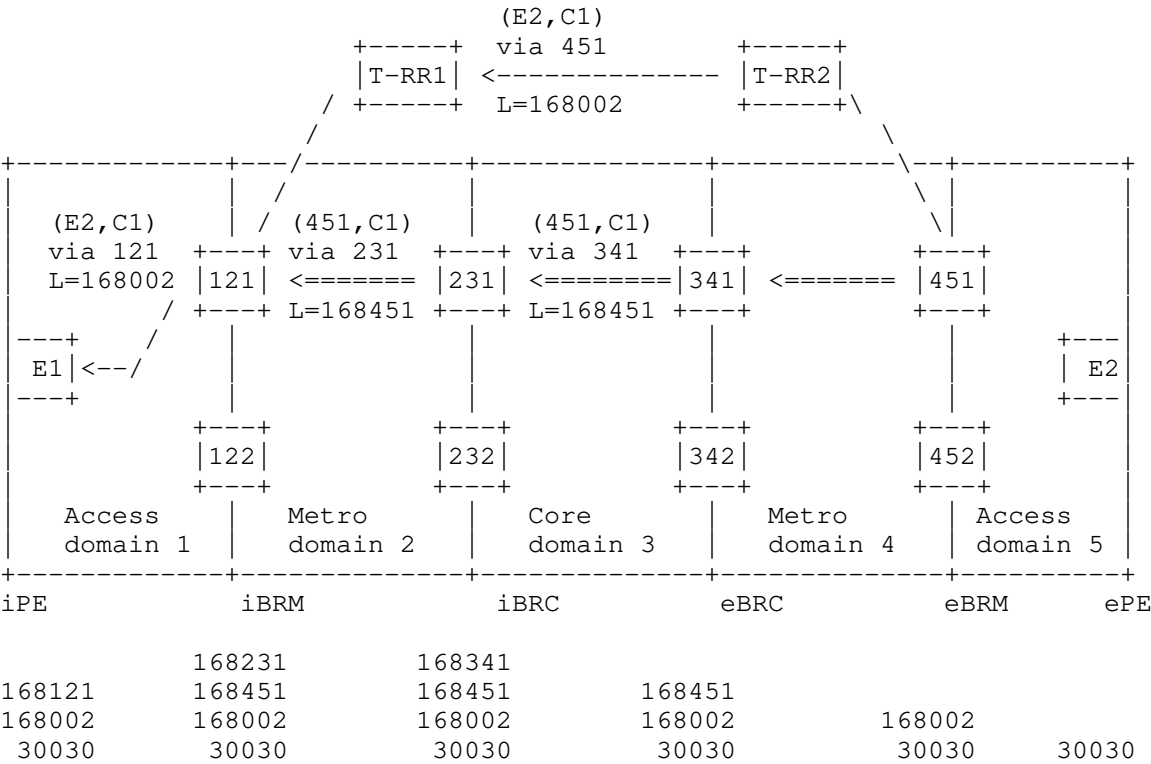 (E2,C1)
+-----+ via 451 +-----+
|T-RR1| <-------------- |T-RR2|
/ +-----+ L=168002 +-----+\
/ \
+--------------+---/----------+--------------+-----------\--+-----------+
| | / | | \ | |
| (E2,C1) | / (451,C1) | (451,C1) | \| |
| via 121 +---+ via 231 +---+ via 341 +---+ +---+ |
| L=168002 |121| <======= |231| <========|341| <======= |451| |
| / +---+ L=168451 +---+ L=168451 +---+ +---+ |
|---+ / | | | | +---|
| E1|<--/ | | | | | E2|
|---+ | | | | +---|
| +---+ +---+ +---+ +---+ |
| |122| |232| |342| |452| |
| +---+ +---+ +---+ +---+ |
| Access | Metro | Core | Metro | Access |
| domain 1 | domain 2 | domain 3 | domain 4 | domain 5 |
+--------------+--------------+--------------+--------------+-----------+
iPE iBRM iBRC eBRC eBRM ePE
168231 168341
168121 168451 168451 168451
168002 168002 168002 168002 168002
30030 30030 30030 30030 30030 30030